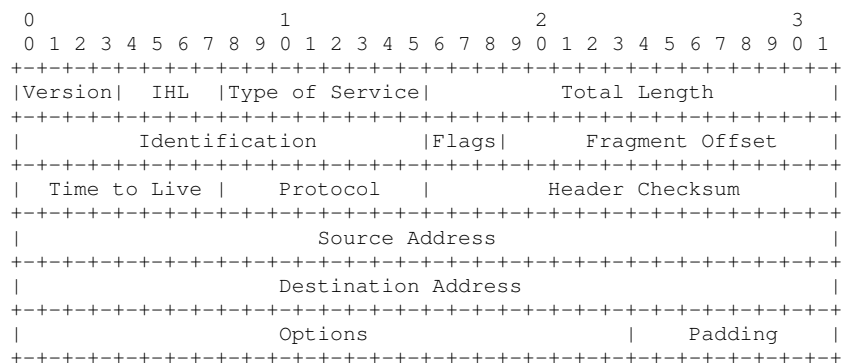 0                   1                   2                   3
 0 1 2 3 4 5 6 7 8 9 0 1 2 3 4 5 6 7 8 9 0 1 2 3 4 5 6 7 8 9 0 1
+-+-+-+-+-+-+-+-+-+-+-+-+-+-+-+-+-+-+-+-+-+-+-+-+-+-+-+-+-+-+-+-+
|Version|  IHL  |Type of Service|          Total Length         |
+-+-+-+-+-+-+-+-+-+-+-+-+-+-+-+-+-+-+-+-+-+-+-+-+-+-+-+-+-+-+-+-+
|         Identification        |Flags|      Fragment Offset    |
+-+-+-+-+-+-+-+-+-+-+-+-+-+-+-+-+-+-+-+-+-+-+-+-+-+-+-+-+-+-+-+-+
|  Time to Live |    Protocol   |         Header Checksum       |
+-+-+-+-+-+-+-+-+-+-+-+-+-+-+-+-+-+-+-+-+-+-+-+-+-+-+-+-+-+-+-+-+
|                       Source Address                          |
+-+-+-+-+-+-+-+-+-+-+-+-+-+-+-+-+-+-+-+-+-+-+-+-+-+-+-+-+-+-+-+-+
|                    Destination Address                        |
+-+-+-+-+-+-+-+-+-+-+-+-+-+-+-+-+-+-+-+-+-+-+-+-+-+-+-+-+-+-+-+-+
|                    Options                    |    Padding    |
+-+-+-+-+-+-+-+-+-+-+-+-+-+-+-+-+-+-+-+-+-+-+-+-+-+-+-+-+-+-+-+-+